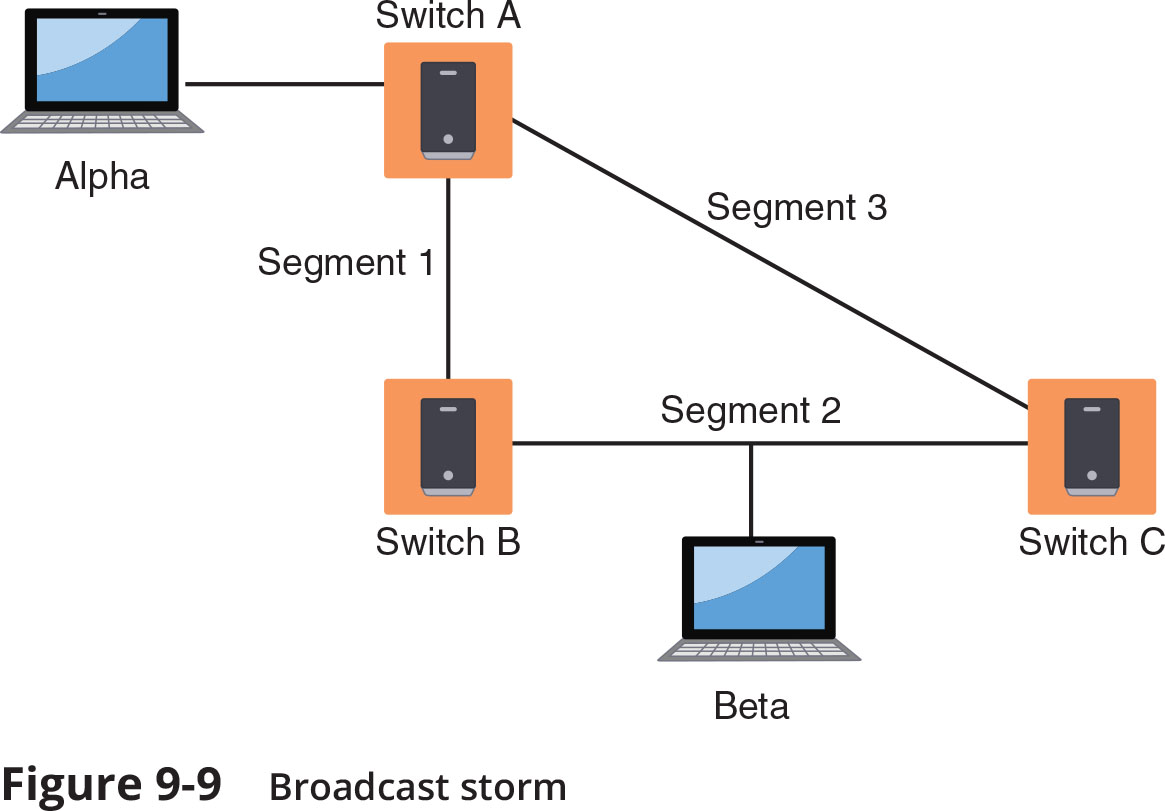 Switch A
Alpha
Segment 3
Segment 1
Segment 2
Switch B
Switch C
Beta
Figure 9-9 Broadcast storm